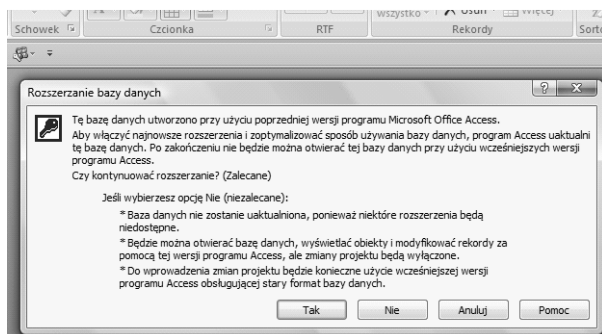 wszystko Usuń Więcej
Schowek Czcionka RTF Rekordy Sorto
Rozszerzanie bazy danych
Tę bazę danych utworzono przy użyciu poprzedniej wersji programu Microsoft Office Access.
Aby włączyć najnowsze rozszerzenia i zoptymalizować sposób używania bazy danych, program Access uaktualni
tę bazę danych. Po zakończeniu nie będzie można otwierać tej bazy danych przy użyciu wcześniejszych wersji
programu Access.
Czy kontynuować rozszerzanie? (Zalecane)
Jeśli wybierzesz opcję Nie (niezalecane):
* Baza danych nie zostanie uaktualniona, ponieważ niektóre rozszerzenia będą
niedostępne.
* Będzie można otwierać bazę danych, wyświetlać obiekty i modyfikować rekordy za
pomocą tej wersji programu Access, ale zmiany projektu będą wyłączone.
* Do wprowadzenia zmian projektu będzie konieczne użycie wcześniejszej wersji
programu Access obsługującej stary format bazy danych.
Tak Nie Anuluj Pomoc